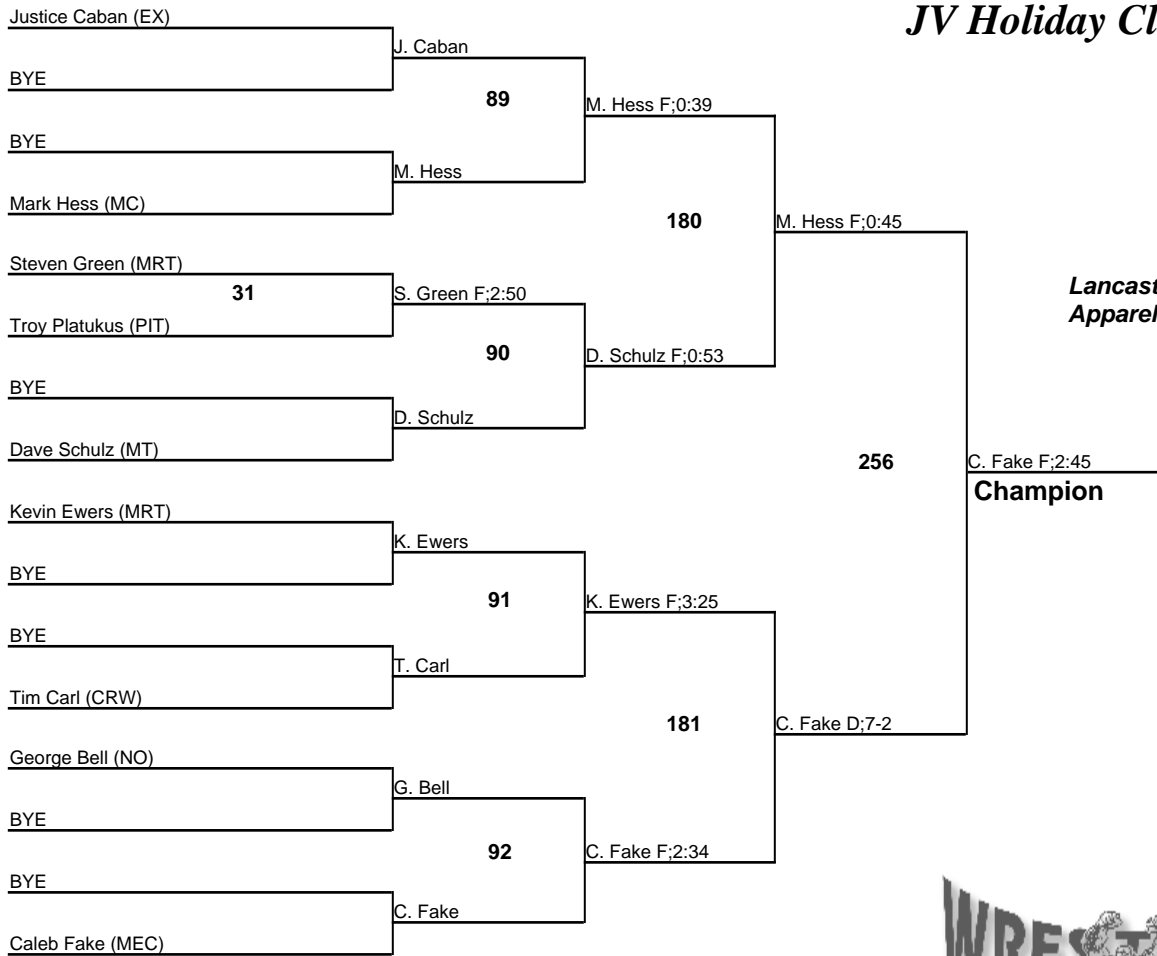 JV Holiday Cl
Justice Caban (EX)
J. Caban
BYE
89
M. Hess F;0:39
BYE
M. Hess
Mark Hess (MC)
180
M. Hess F;0:45
Steven Green (MRT)
31
S. Green F;2:50
Troy Platukus (PIT)
90
D. Schulz F;0:53
BYE
D. Schulz
Dave Schulz (MT)
Lancast
Apparel
256
C. Fake F;2:45
Champion
Kevin Ewers (MRT)
K. Ewers
BYE
91
K. Ewers F;3:25
BYE
T. Carl
Tim Carl (CRW)
181
C. Fake D;7-2
George Bell (NO)
G. Bell
BYE
92
C. Fake F;2:34
BYE
C. Fake
Caleb Fake (MEC)
WREST